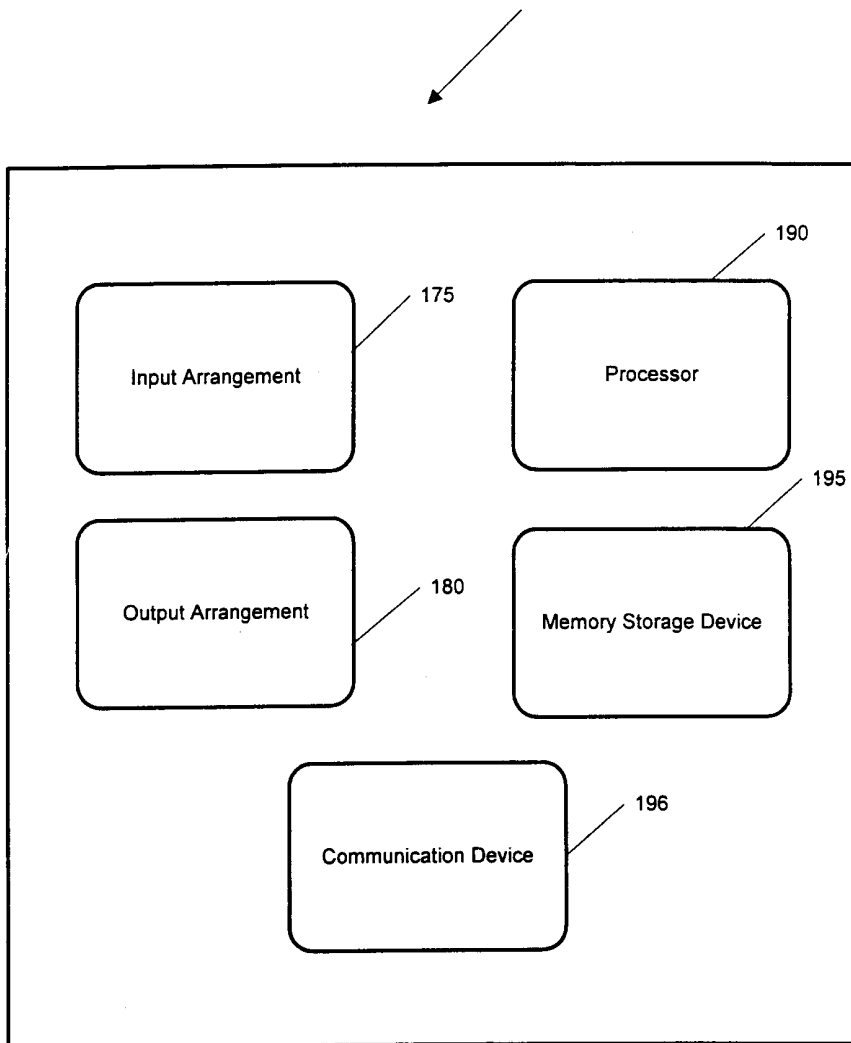 190
175
Input Arrangement
Processor
195
180
Output Arrangement
Memory Storage Device
196
Communication Device